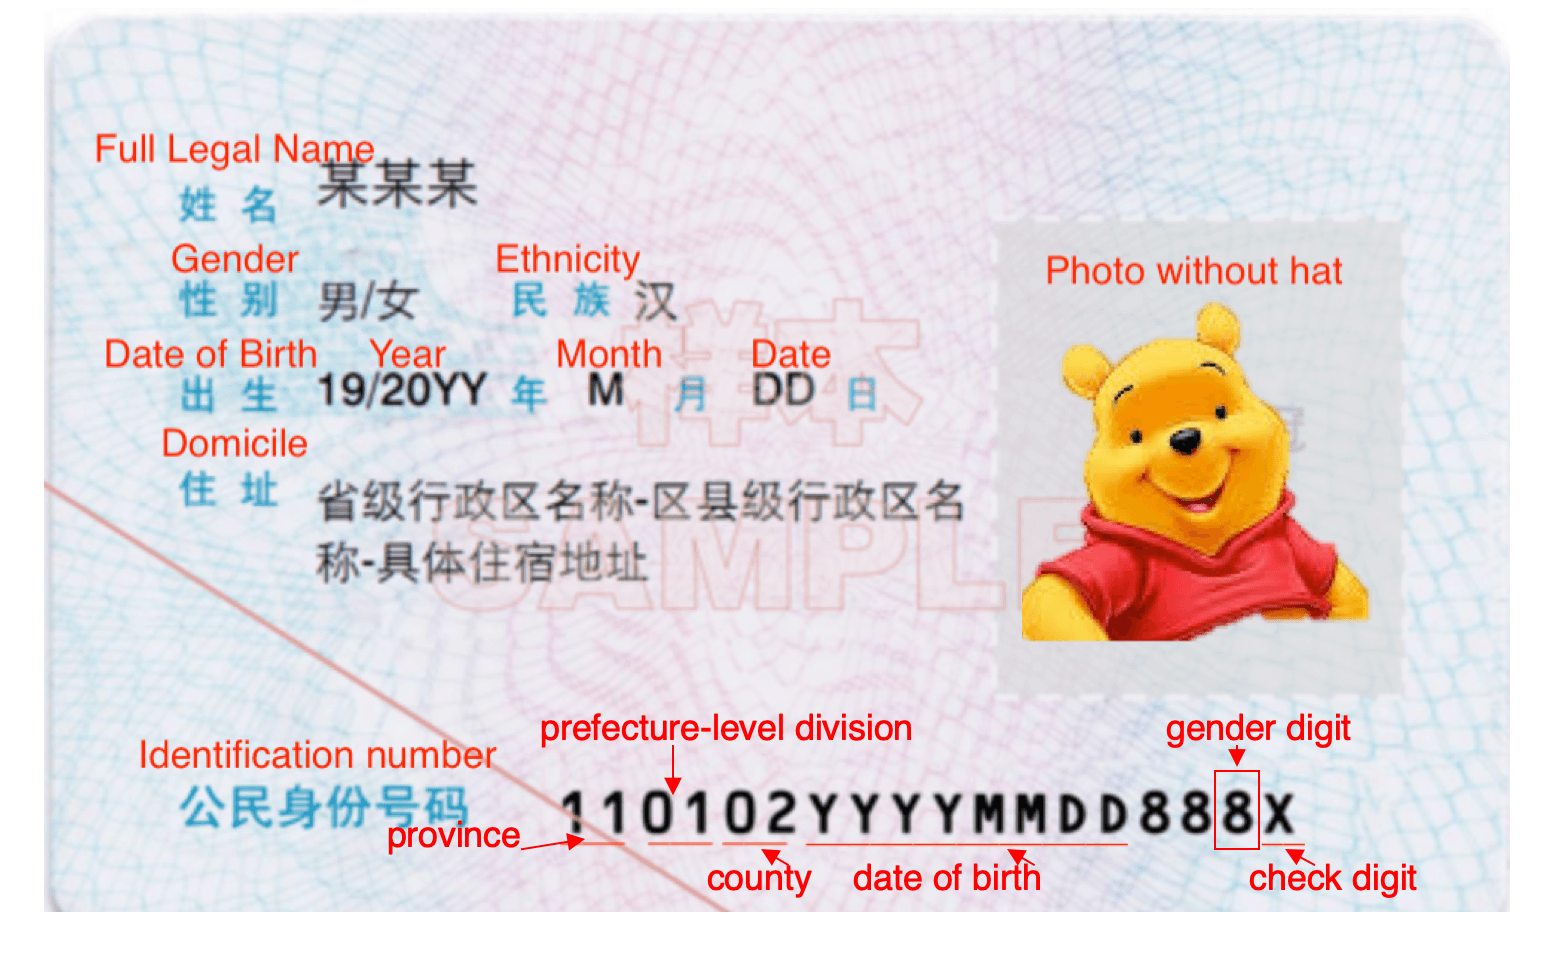 Full Legal Name
姓名 某某某
Gender Ethnicity
性别 男/女 民族 汉
Date of Birth Year Month Date
出生 19/20YY 年 M 月 DD 日
Domicile
住址 省级行政区名称-区县级行政区名
称-具体住宿地址
样本
SAMPLE
Photo without hat
冠
prefecture-level division gender digit
Identification number
公民身份号码 110102YYYYMMDD888X
province
county date of birth check digit